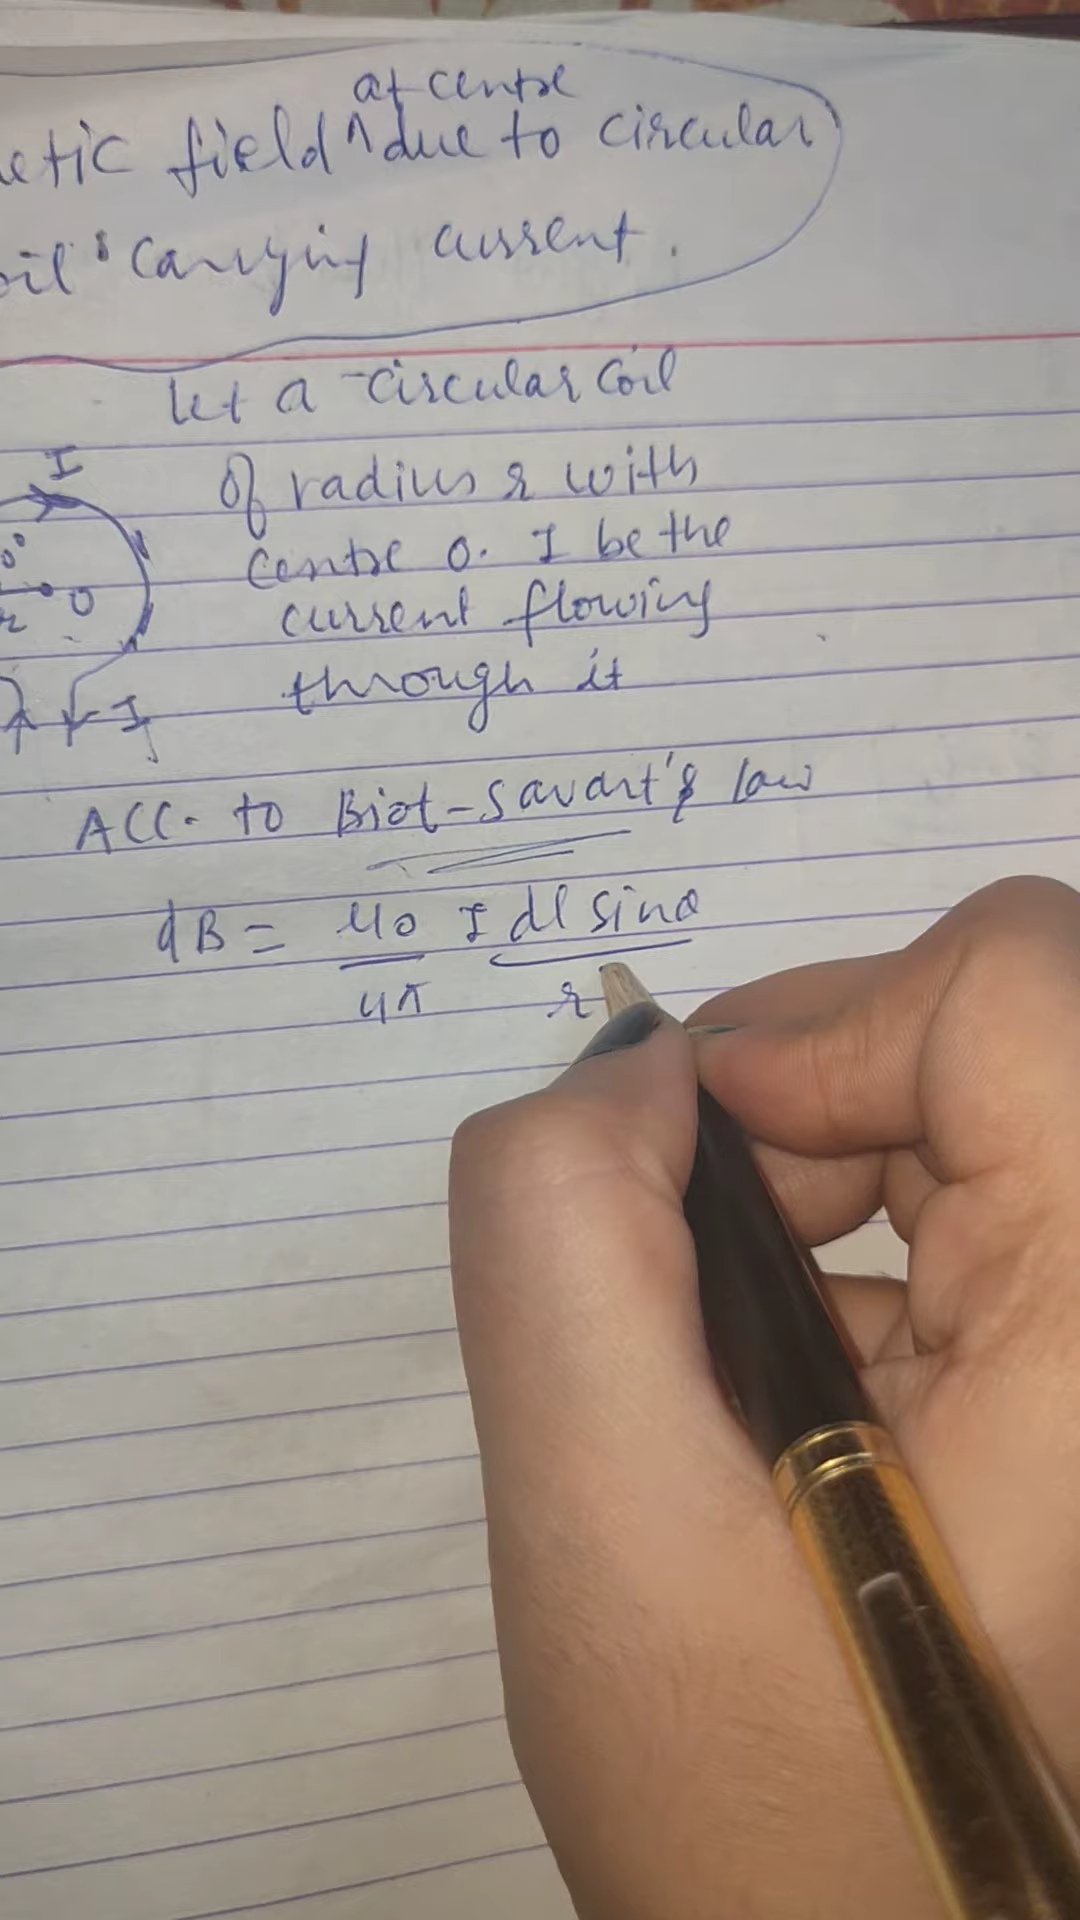 at centre
etic field ^ due to circular
oil carrying current.
let a circular coil
I
of radius r with
centre O. I be the
O
r
current flowing
through it
I
ACC. to Biot-Savart's law
dB = μ0 I dl sinθ
4π r